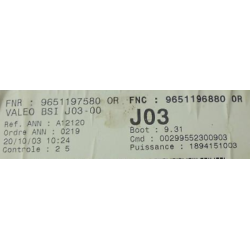 FNR : 9651197580 OR FNC : 9651196880 OR
VALEO BSI J03-00 J03
Ref. ANN : A12120 Boot : 9.31
Ordre ANN : 0219 Cmd : 00299552300903
20/10/03 10:24 Puissance : 1894151003
Controle : 2 5